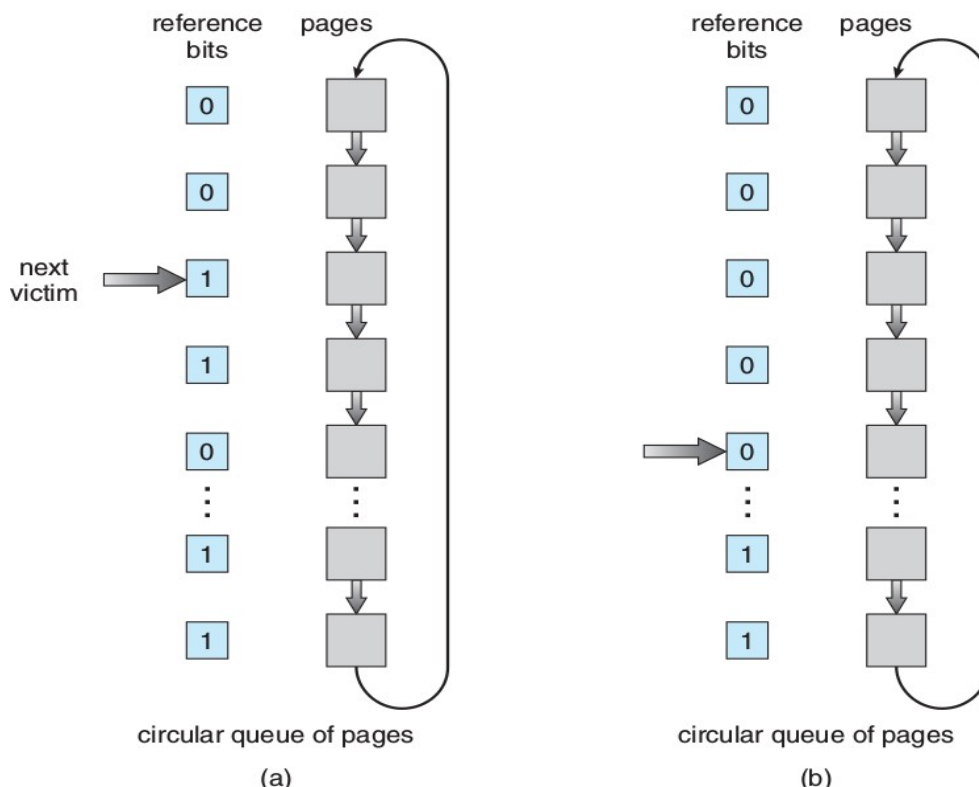 reference bits
pages
0
0
next victim
1
1
0
1
1
circular queue of pages
(a)
reference bits
pages
0
0
0
0
0
1
1
circular queue of pages
(b)